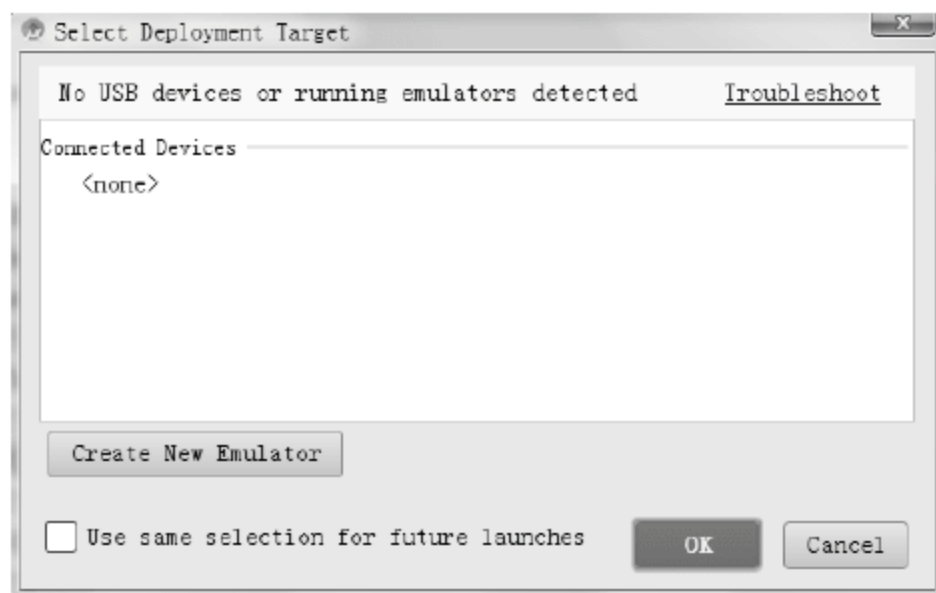 Select Deployment Target
No USB devices or running emulators detected Troubleshoot
Connected Devices
<none>
Create New Emulator
Use same selection for future launches
OK Cancel